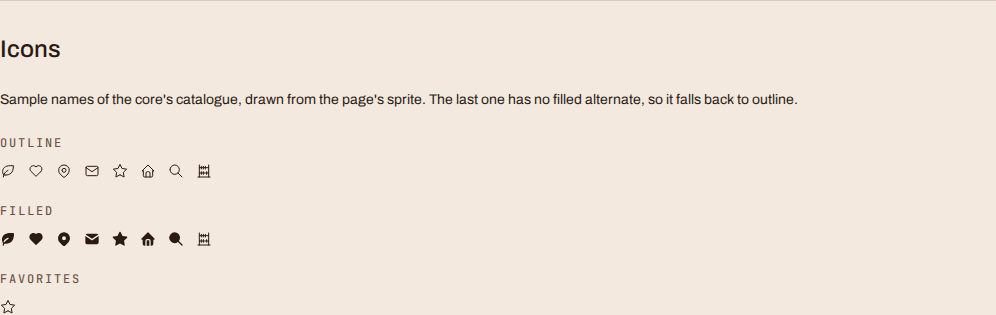 Icons
Sample names of the core's catalogue, drawn from the page's sprite. The last one has no filled alternate, so it falls back to outline.
OUTLINE
FILLED
FAVORITES